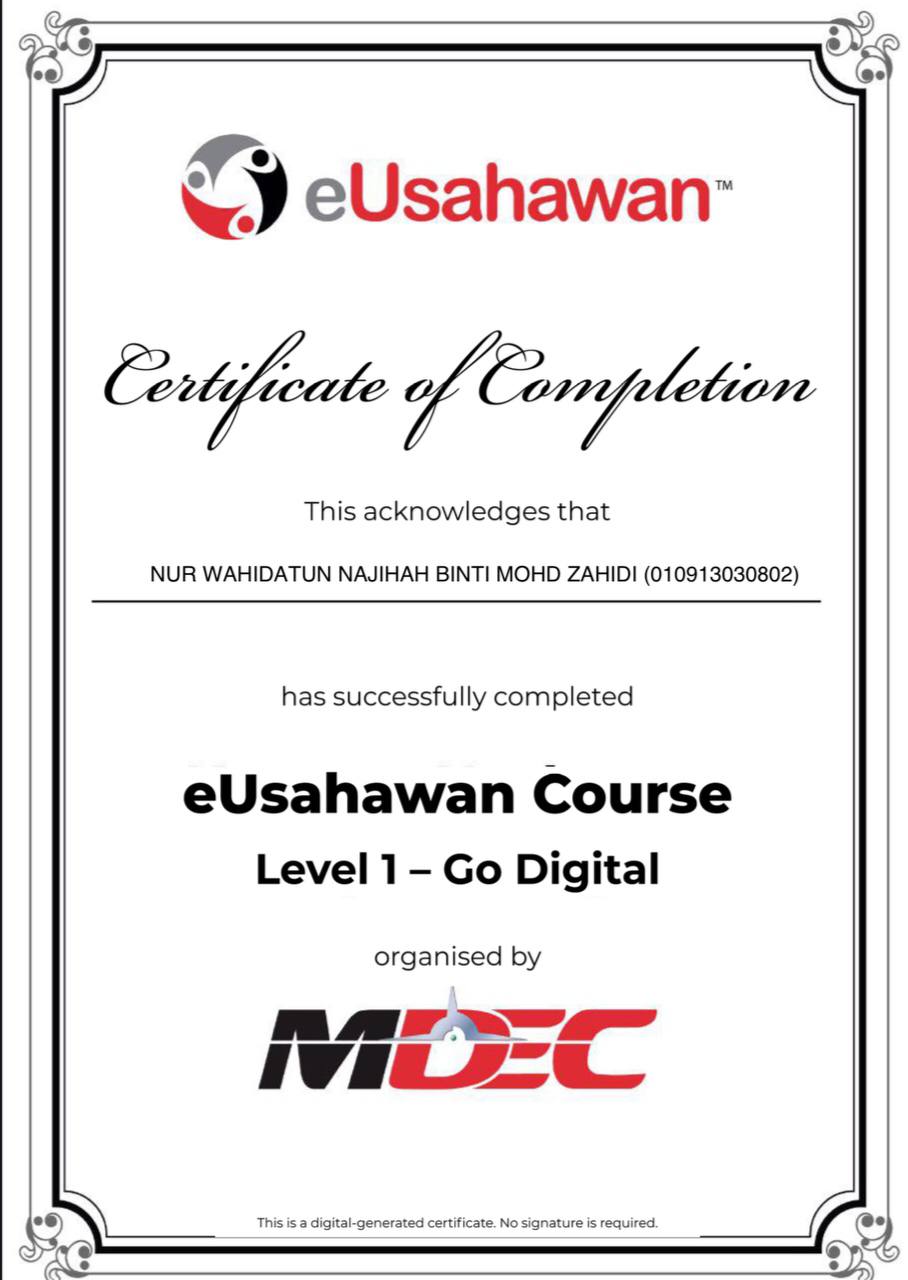 eUsahawan™
Certificate of Completion
This acknowledges that
NUR WAHIDATUN NAJIHAH BINTI MOHD ZAHIDI (010913030802)
has successfully completed
eUsahawan Course
Level 1 – Go Digital
organised by
MDEC
This is a digital-generated certificate. No signature is required.